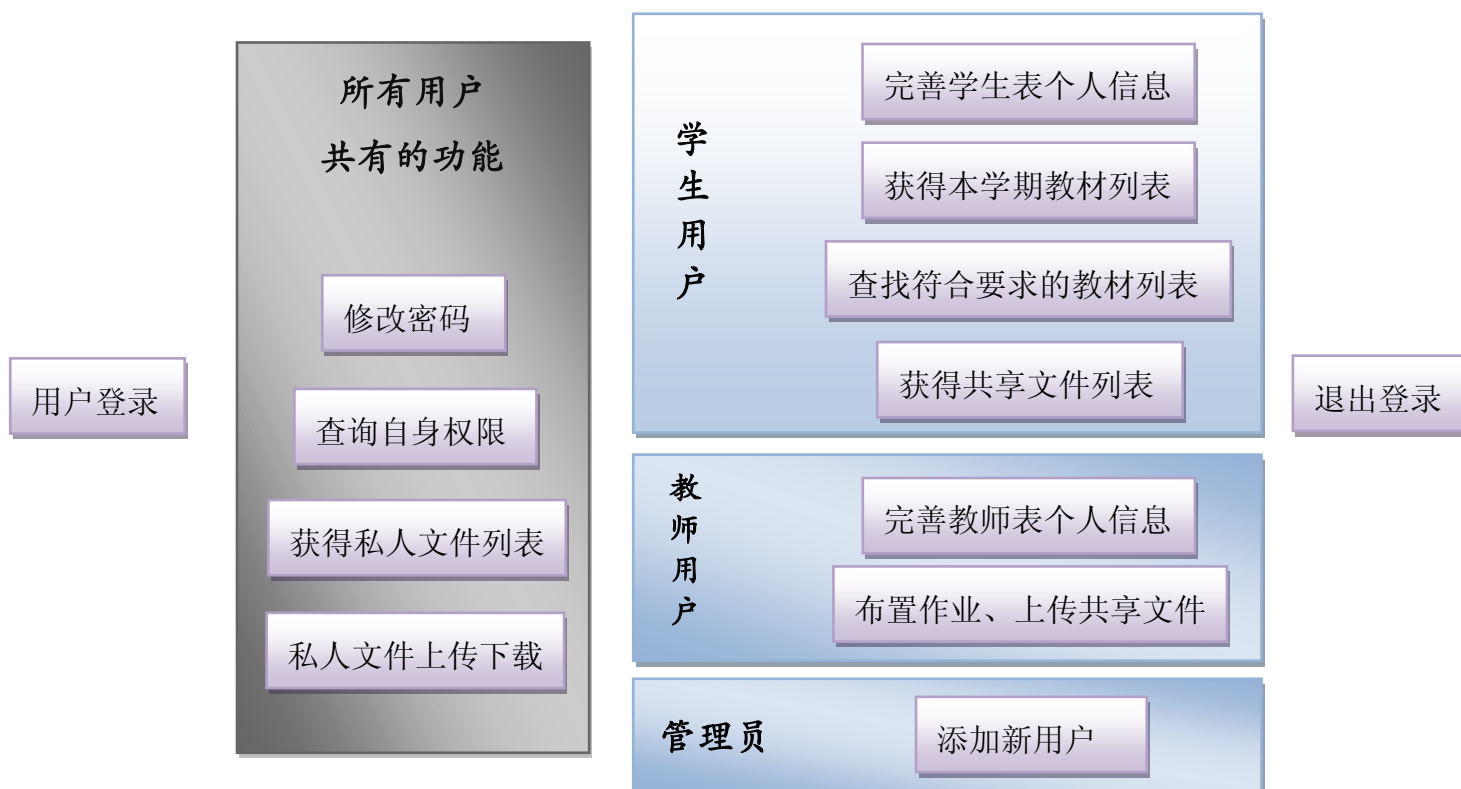 用户登录
所有用户
共有的功能
修改密码
查询自身权限
获得私人文件列表
私人文件上传下载
学生用户
完善学生表个人信息
获得本学期教材列表
查找符合要求的教材列表
获得共享文件列表
教师用户
完善教师表个人信息
布置作业、上传共享文件
管理员
添加新用户
退出登录